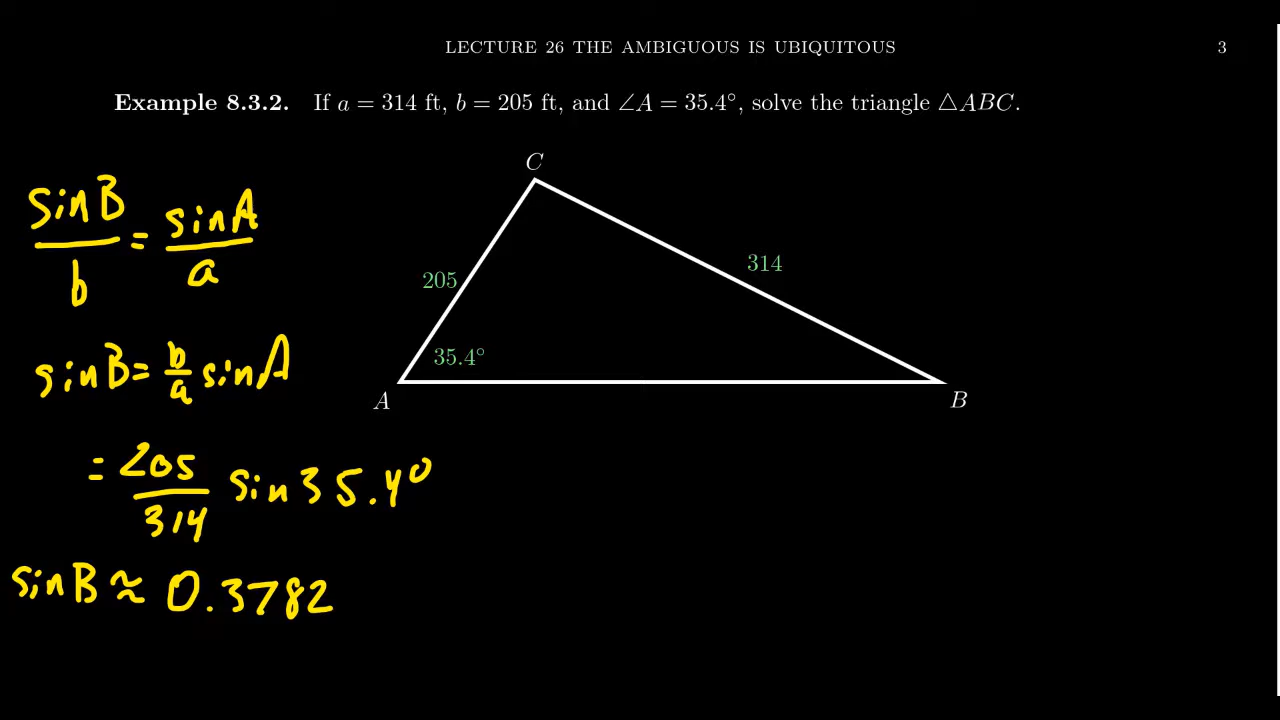 LECTURE 26 THE AMBIGUOUS IS UBIQUITOUS 3
Example 8.3.2. If a = 314 ft, b = 205 ft, and ∠A = 35.4°, solve the triangle △ABC.
C
sin B / b = sin A / a
314
205
sin B = b/a sin A
35.4°
A
B
= 205/314 sin 35.4°
sin B ≈ 0.3782